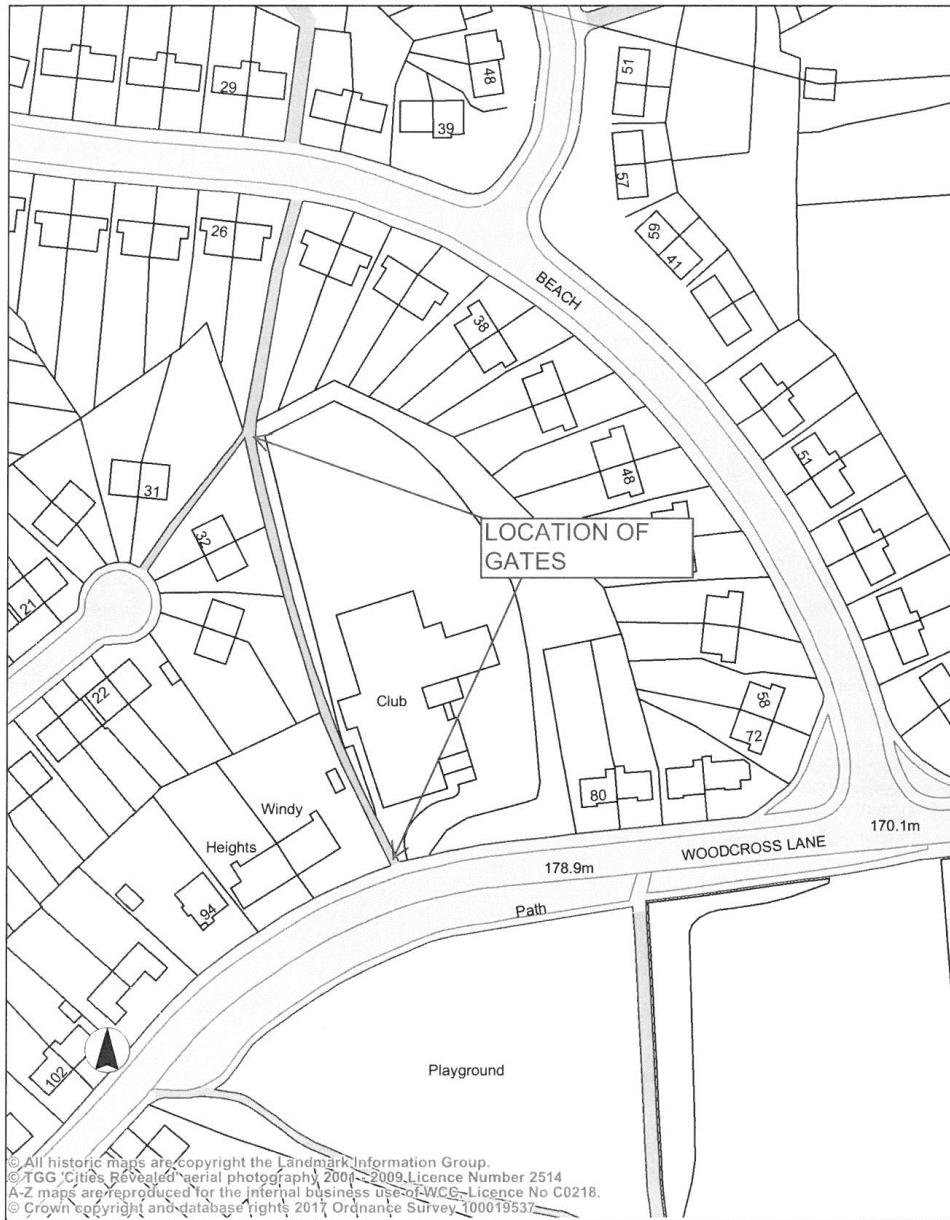 29
48
39
51
57
26
59
41
BEACH
38
51
48
31
32
LOCATION OF
GATES
21
22
Club
58
72
80
Windy
Heights
94
170.1m
WOODCROSS LANE
178.9m
Path
Playground
102
© All historic maps are copyright the Landmark Information Group.
© TGG 'Cities Revealed' aerial photography 2001 - 2009 Licence Number 2514
A-Z maps are reproduced for the internal business use of WCC, Licence No C0218.
© Crown copyright and database rights 2017 Ordnance Survey 100019537